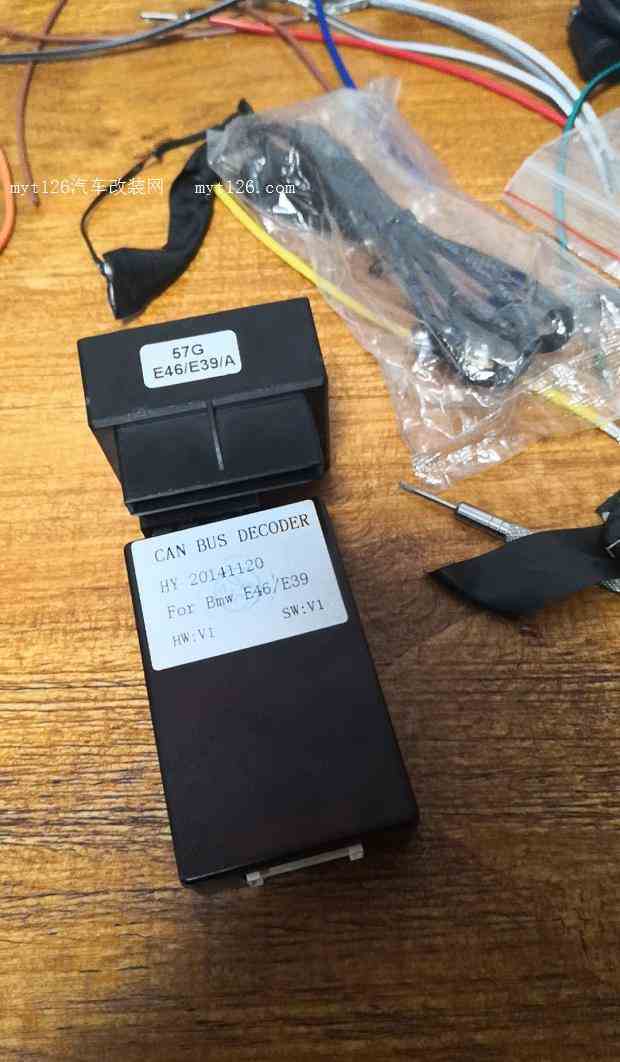 myt126汽车改装网 myt126.com
57G
E46/E39/A
CAN BUS DECODER
HY 20141120
For Bmw E46/E39
HW:V1 SW:V1